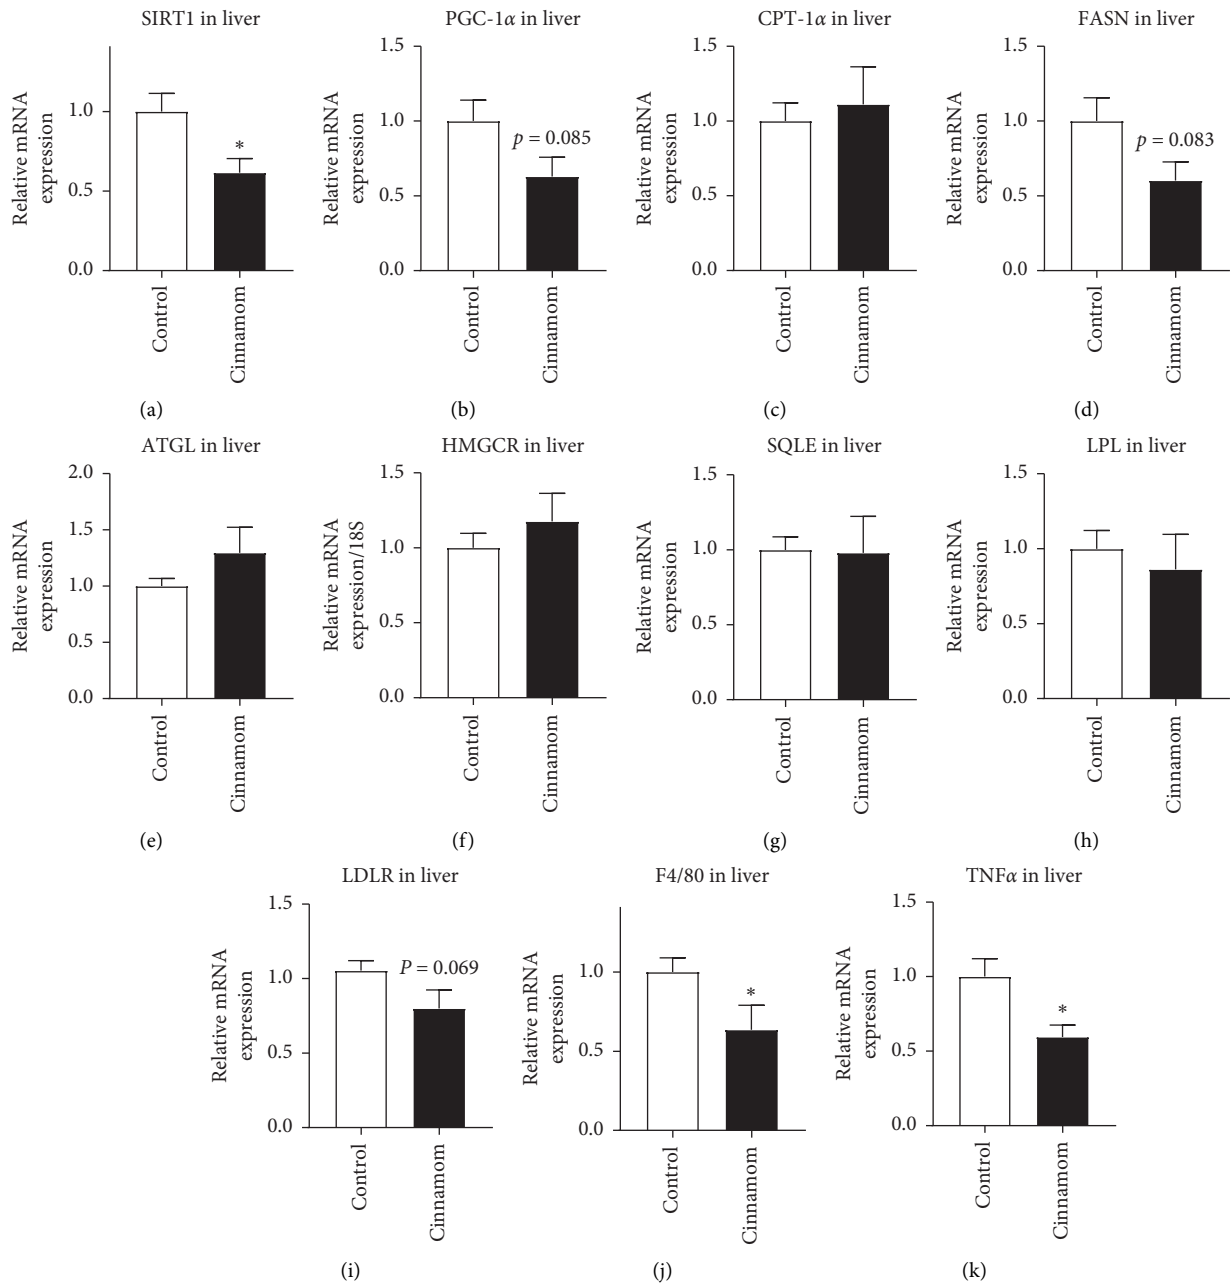 SIRT1 in liver
Relative mRNA
expression
1.0
0.5
0.0
*
Control
Cinnamom
(a)
PGC-1α in liver
Relative mRNA
expression
1.5
1.0
0.5
0.0
p = 0.085
Control
Cinnamom
(b)
CPT-1α in liver
Relative mRNA
expression
1.5
1.0
0.5
0.0
Control
Cinnamom
(c)
FASN in liver
Relative mRNA
expression
1.5
1.0
0.5
0.0
p = 0.083
Control
Cinnamom
(d)
ATGL in liver
Relative mRNA
expression
2.0
1.5
1.0
0.5
0.0
Control
Cinnamom
(e)
HMGCR in liver
Relative mRNA
expression/18S
1.5
1.0
0.5
0.0
Control
Cinnamom
(f)
SQLE in liver
Relative mRNA
expression
1.5
1.0
0.5
0.0
Control
Cinnamom
(g)
LPL in liver
Relative mRNA
expression
1.5
1.0
0.5
0.0
Control
Cinnamom
(h)
LDLR in liver
Relative mRNA
expression
1.5
1.0
0.5
0.0
P = 0.069
Control
Cinnamom
(i)
F4/80 in liver
Relative mRNA
expression
1.0
0.5
0.0
*
Control
Cinnamom
(j)
TNFα in liver
Relative mRNA
expression
1.5
1.0
0.5
0.0
*
Control
Cinnamom
(k)